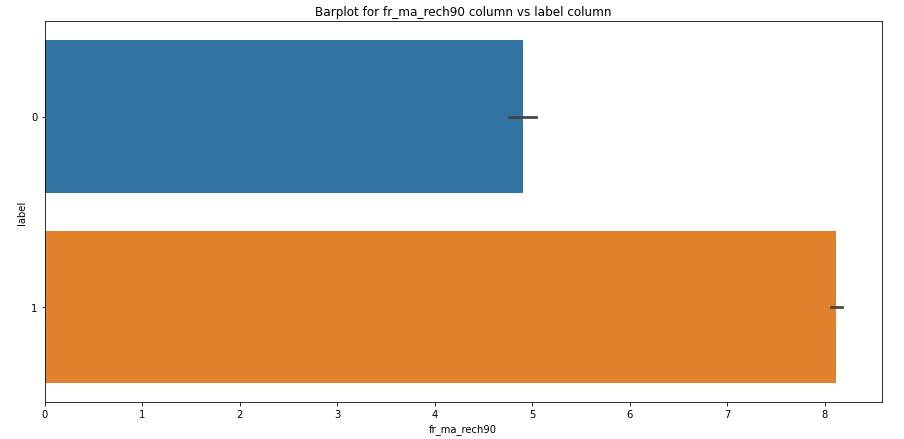 Barplot for fr_ma_rech90 column vs label column
0
label
1
0 1 2 3 4 5 6 7 8
fr_ma_rech90